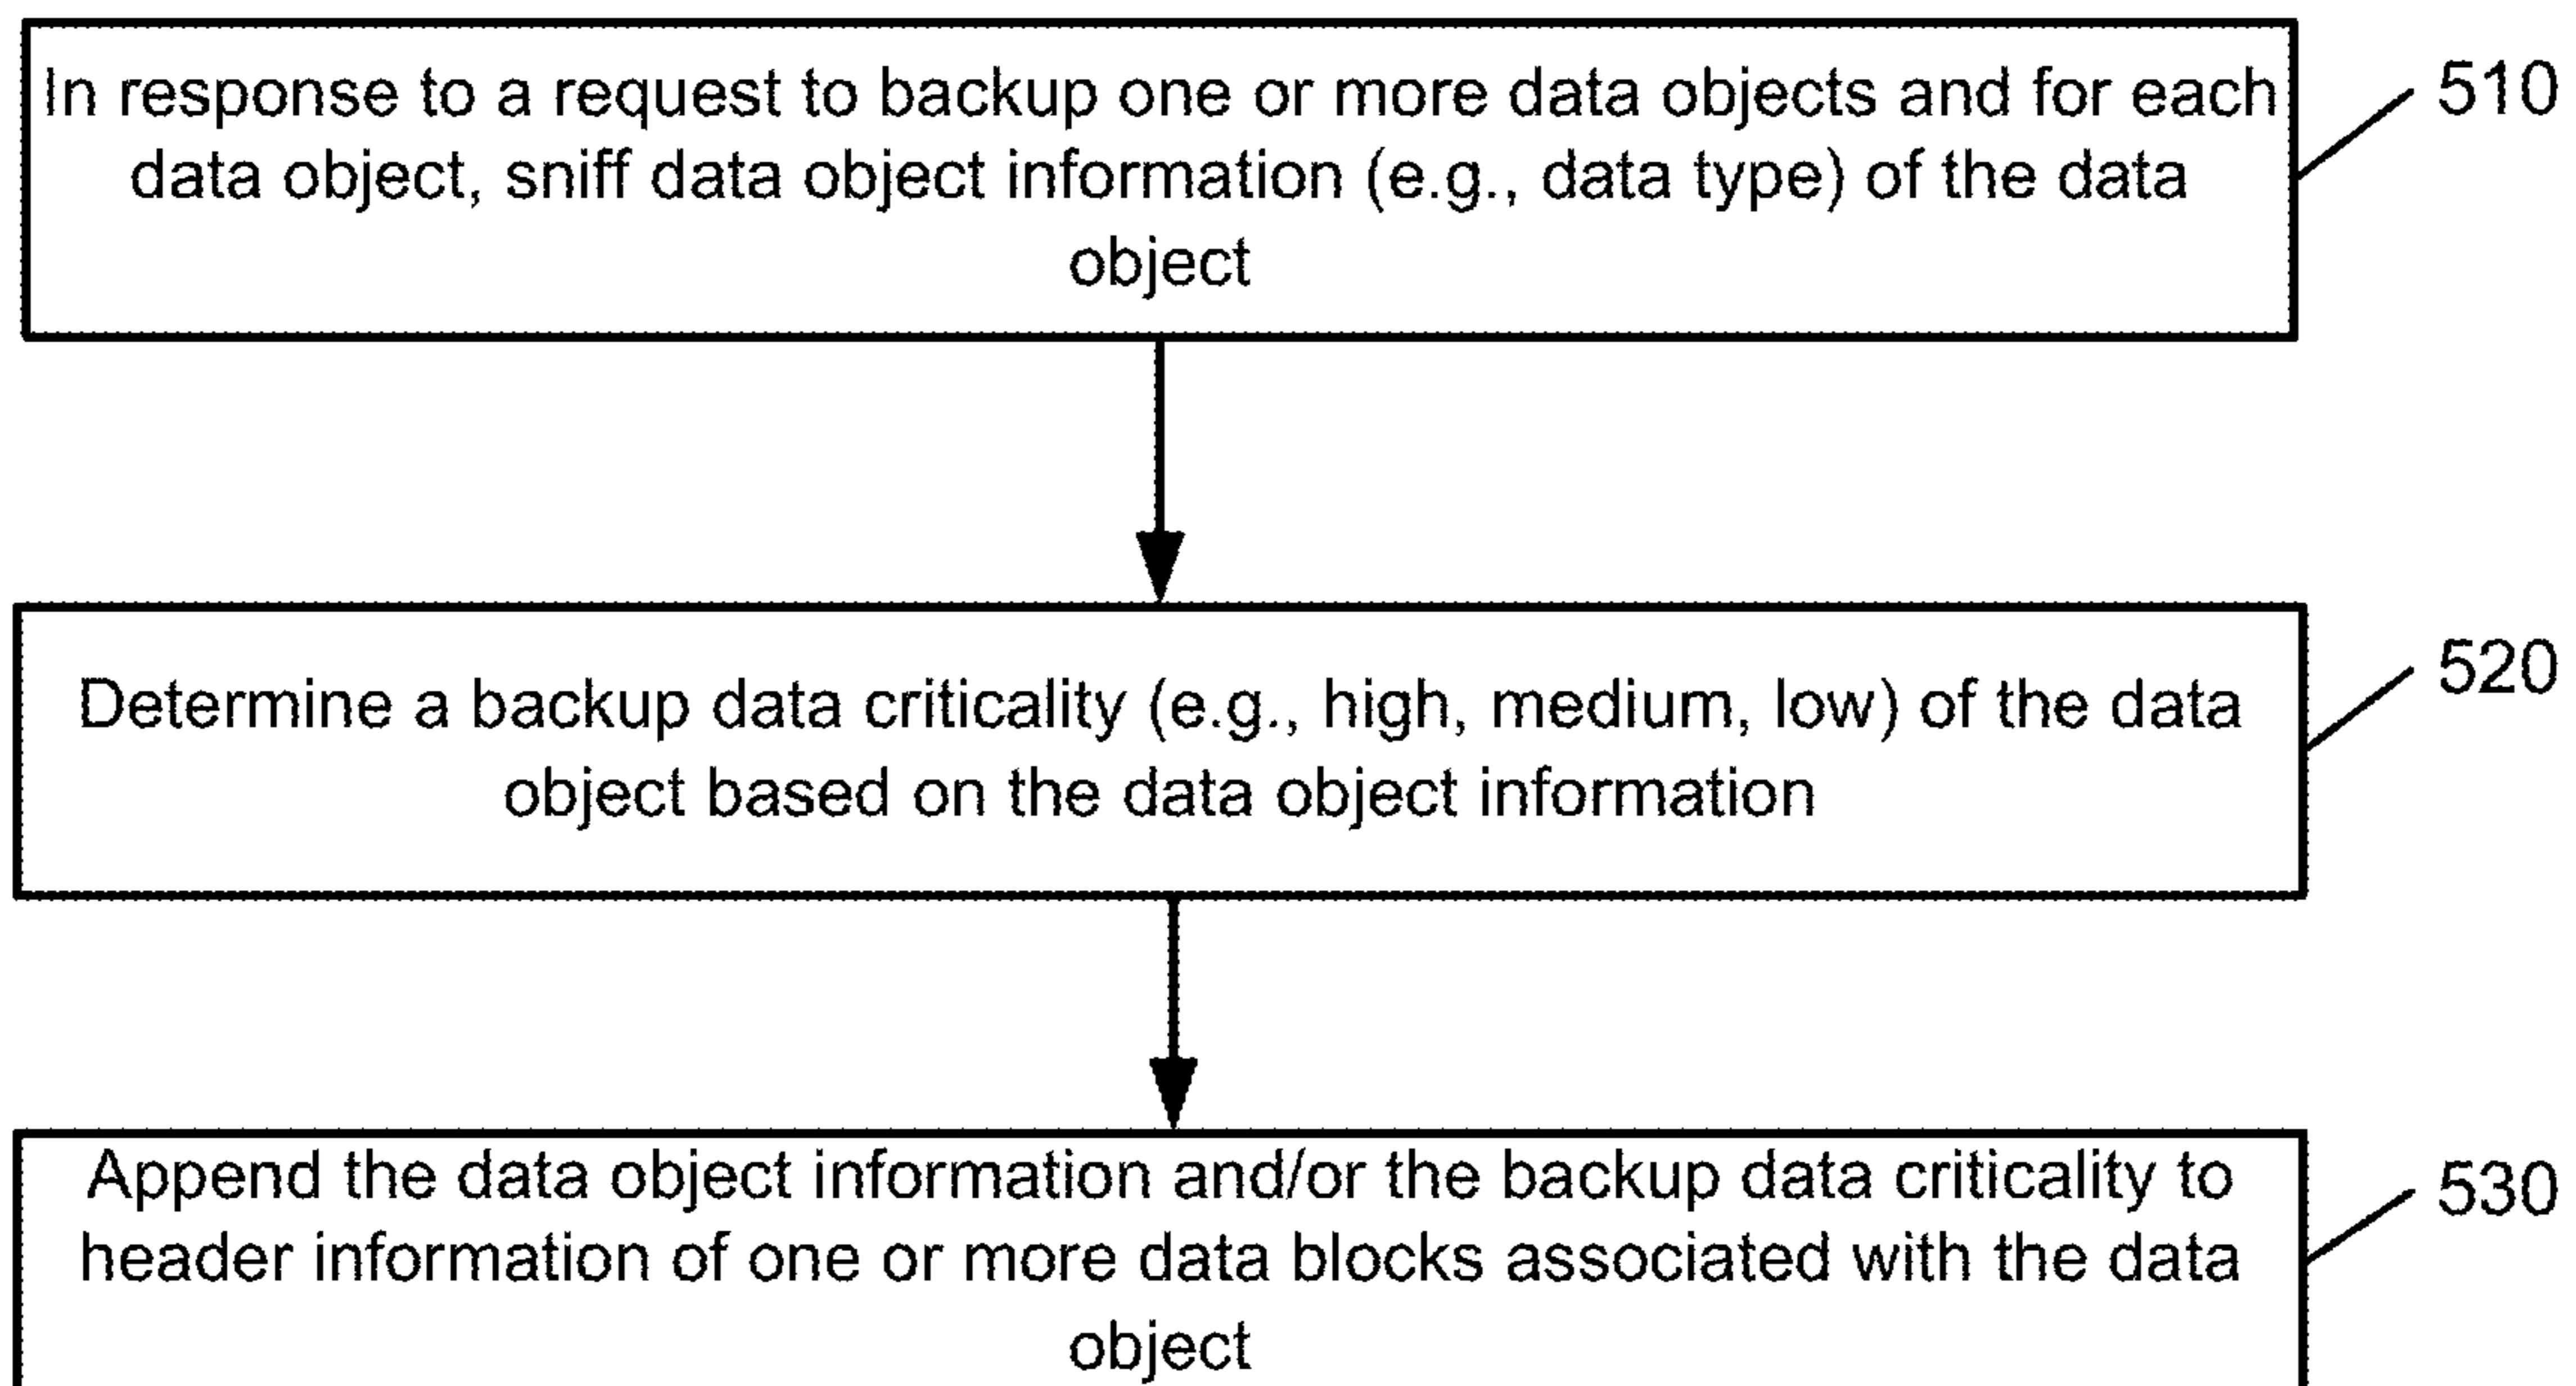 In response to a request to backup one or more data objects and for each
data object, sniff data object information (e.g., data type) of the data
object
510
Determine a backup data criticality (e.g., high, medium, low) of the data
object based on the data object information
520
Append the data object information and/or the backup data criticality to
header information of one or more data blocks associated with the data
object
530